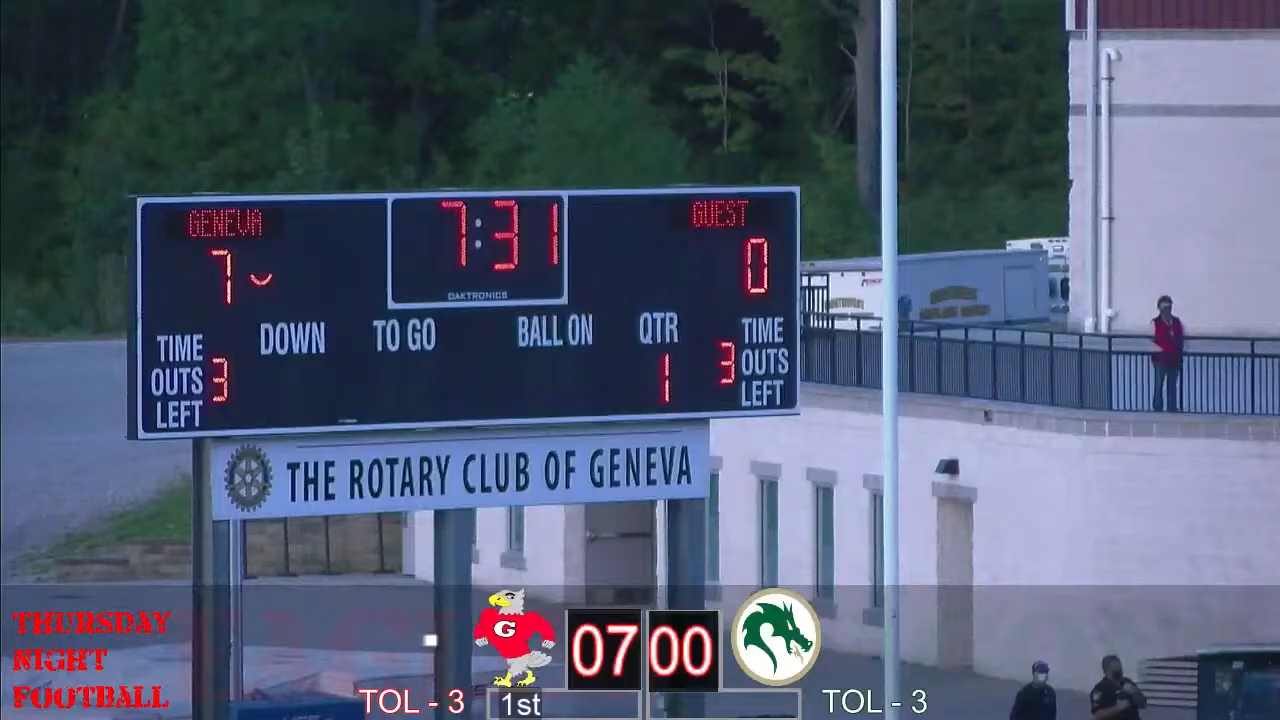 GENEVA
7:31
GUEST
7
0
DAKTRONICS
DOWN TO GO BALL ON QTR
TIME OUTS LEFT 3
1
3 TIME OUTS LEFT
THE ROTARY CLUB OF GENEVA
THURSDAY
NIGHT
FOOTBALL
G
07 00
TOL - 3
1st
TOL - 3